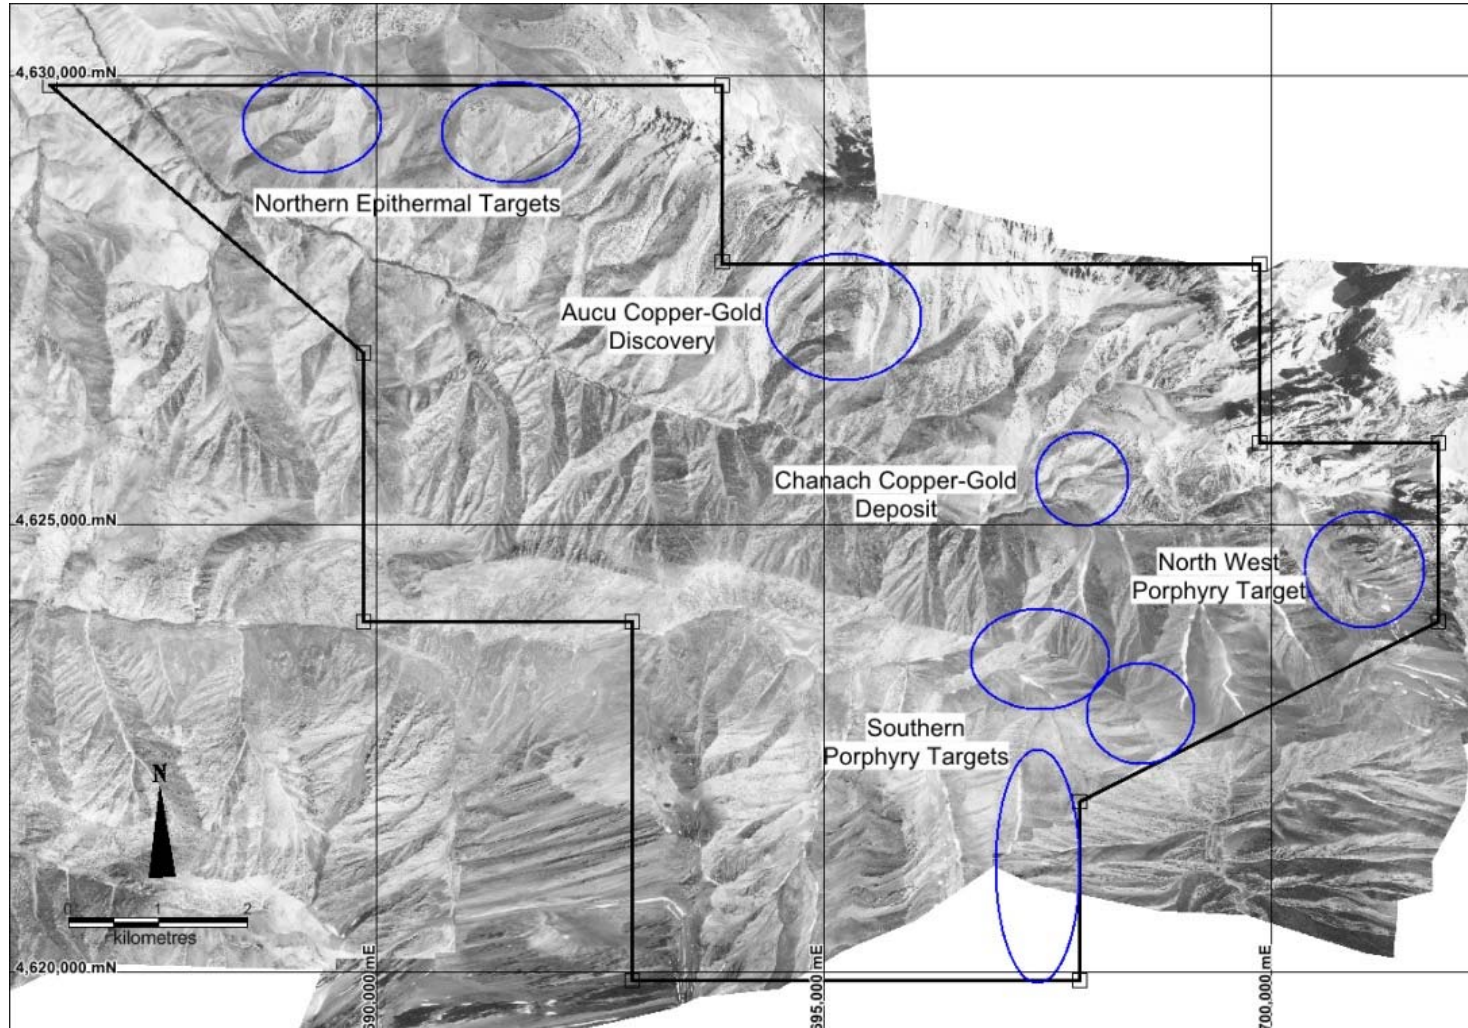 4,630,000 mN
Northern Epithermal Targets
Aucu Copper-Gold
Discovery
Chanach Copper-Gold
Deposit
4,625,000 mN
North West
Porphyry Target
Southern
Porphyry Targets
N
0 1 2
kilometres
4,620,000 mN
690,000 mE
695,000 mE
700,000 mE